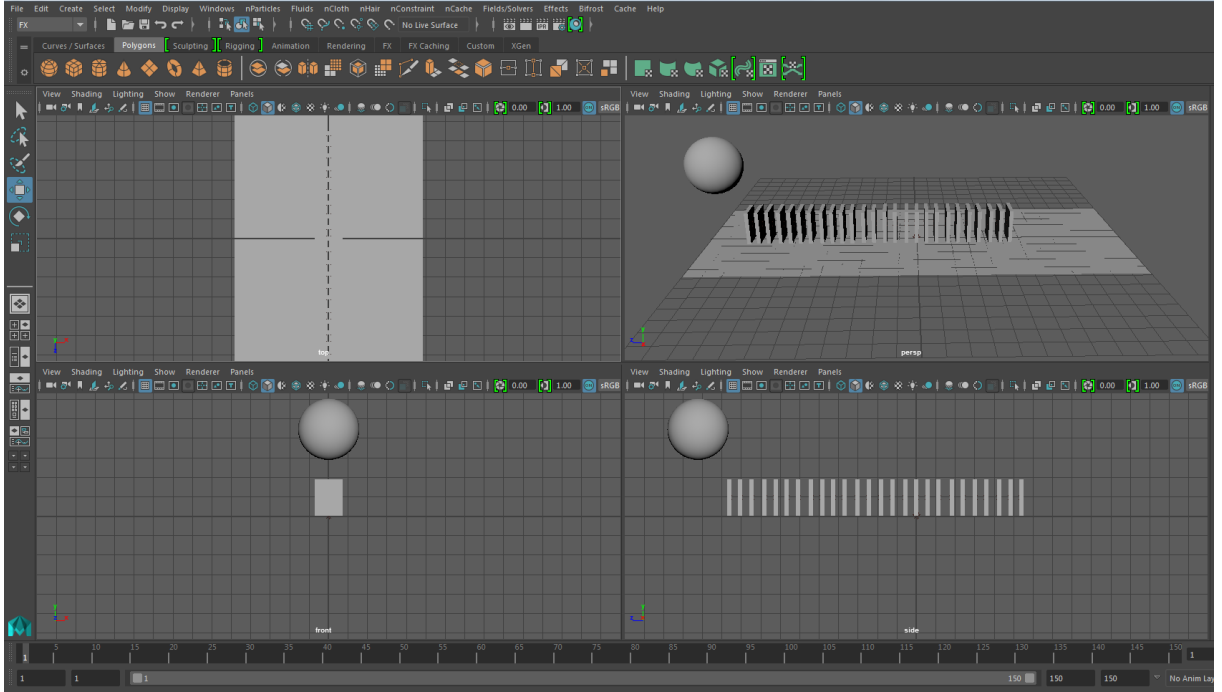 File Edit Create Select Modify Display Windows nParticles Fluids nCloth nHair nConstraint nCache Fields/Solvers Effects Bifrost Cache Help
FX No Live Surface
Curves / Surfaces Polygons Sculpting Rigging Animation Rendering FX FX Caching Custom XGen
View Shading Lighting Show Renderer Panels
0.00 1.00 sRGB
top
View Shading Lighting Show Renderer Panels
0.00 1.00 sRGB
persp
View Shading Lighting Show Renderer Panels
0.00 1.00 sRGB
front
View Shading Lighting Show Renderer Panels
0.00 1.00 sRGB
side
5 10 15 20 25 30 35 40 45 50 55 60 65 70 75 80 85 90 95 100 105 110 115 120 125 130 135 140 145 150
1 1
1 1 1 150 150 150 No Anim Lay